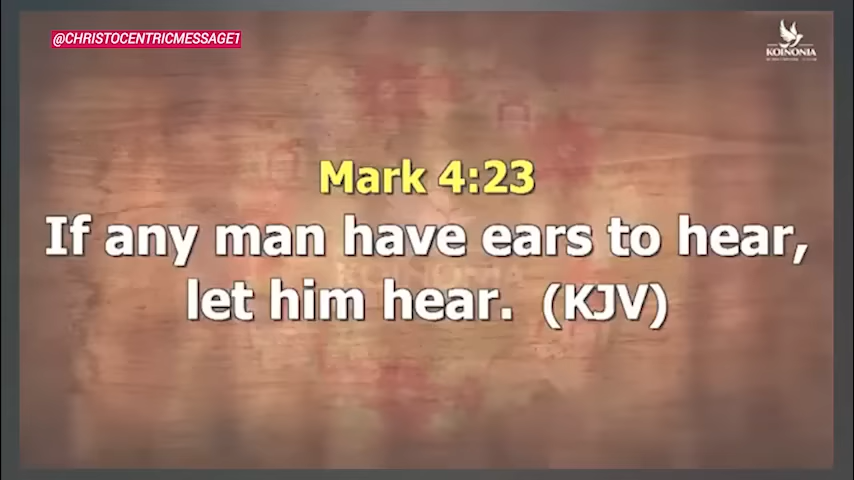 @CHRISTOCENTRICMESSAGE1
KOINONIA
Mark 4:23
If any man have ears to hear,
let him hear. (KJV)